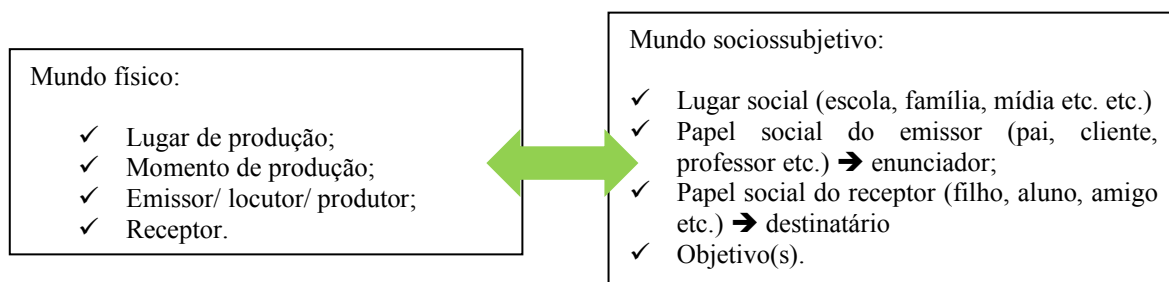 Mundo físico:
✓ Lugar de produção;
✓ Momento de produção;
✓ Emissor/ locutor/ produtor;
✓ Receptor.
Mundo sociossubjetivo:
✓ Lugar social (escola, família, mídia etc. etc.)
✓ Papel social do emissor (pai, cliente,
professor etc.) ➔ enunciador;
✓ Papel social do receptor (filho, aluno, amigo
etc.) ➔ destinatário
✓ Objetivo(s).